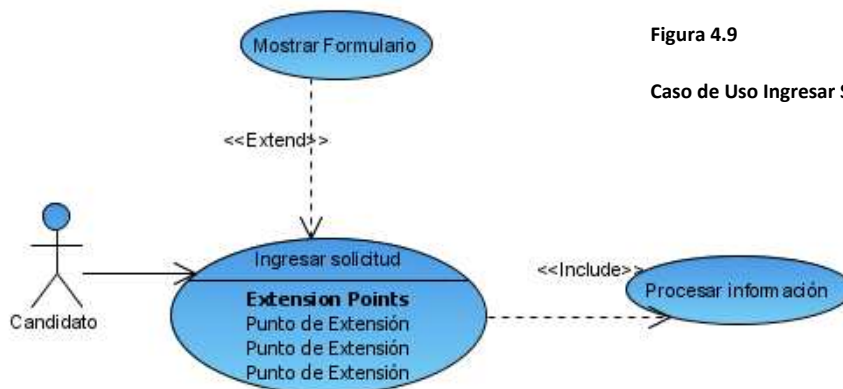 Mostrar Formulario
Figura 4.9
Caso de Uso Ingresar
<<Extend>>
Candidato
Ingresar solicitud
Extension Points
Punto de Extensión
Punto de Extensión
Punto de Extensión
<<Include>>
Procesar información